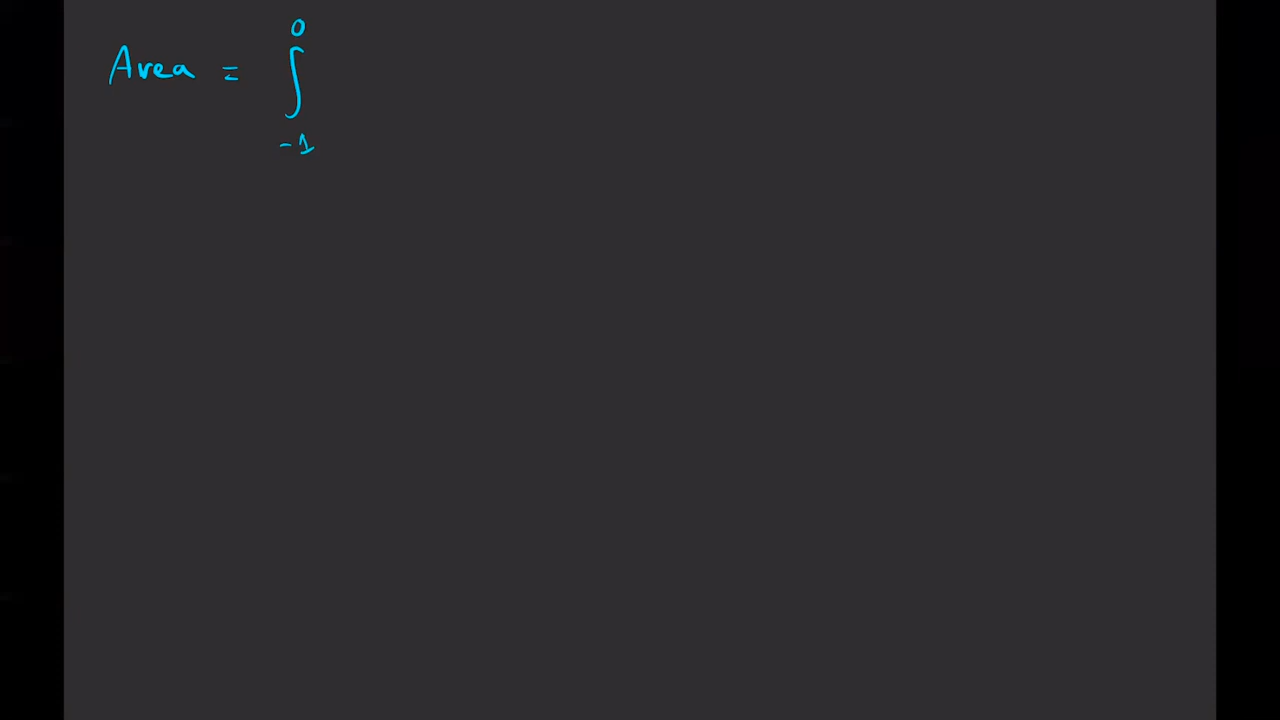 Area = ∫_{-1}^{0}